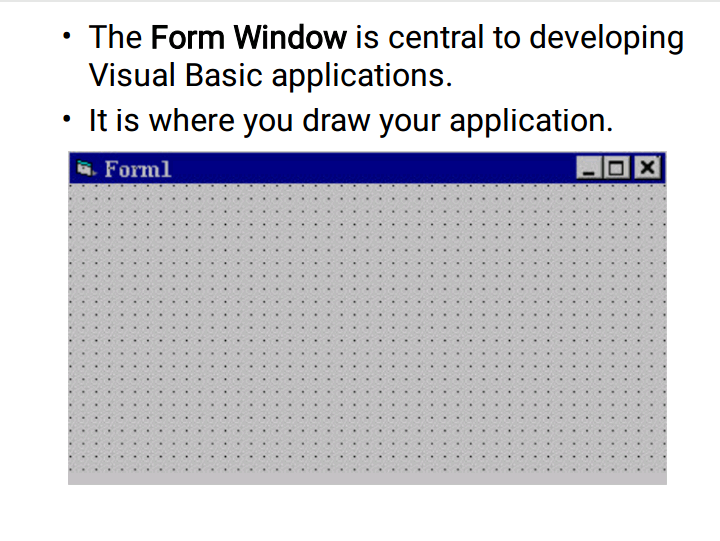 • The Form Window is central to developing
Visual Basic applications.
• It is where you draw your application.
Form1